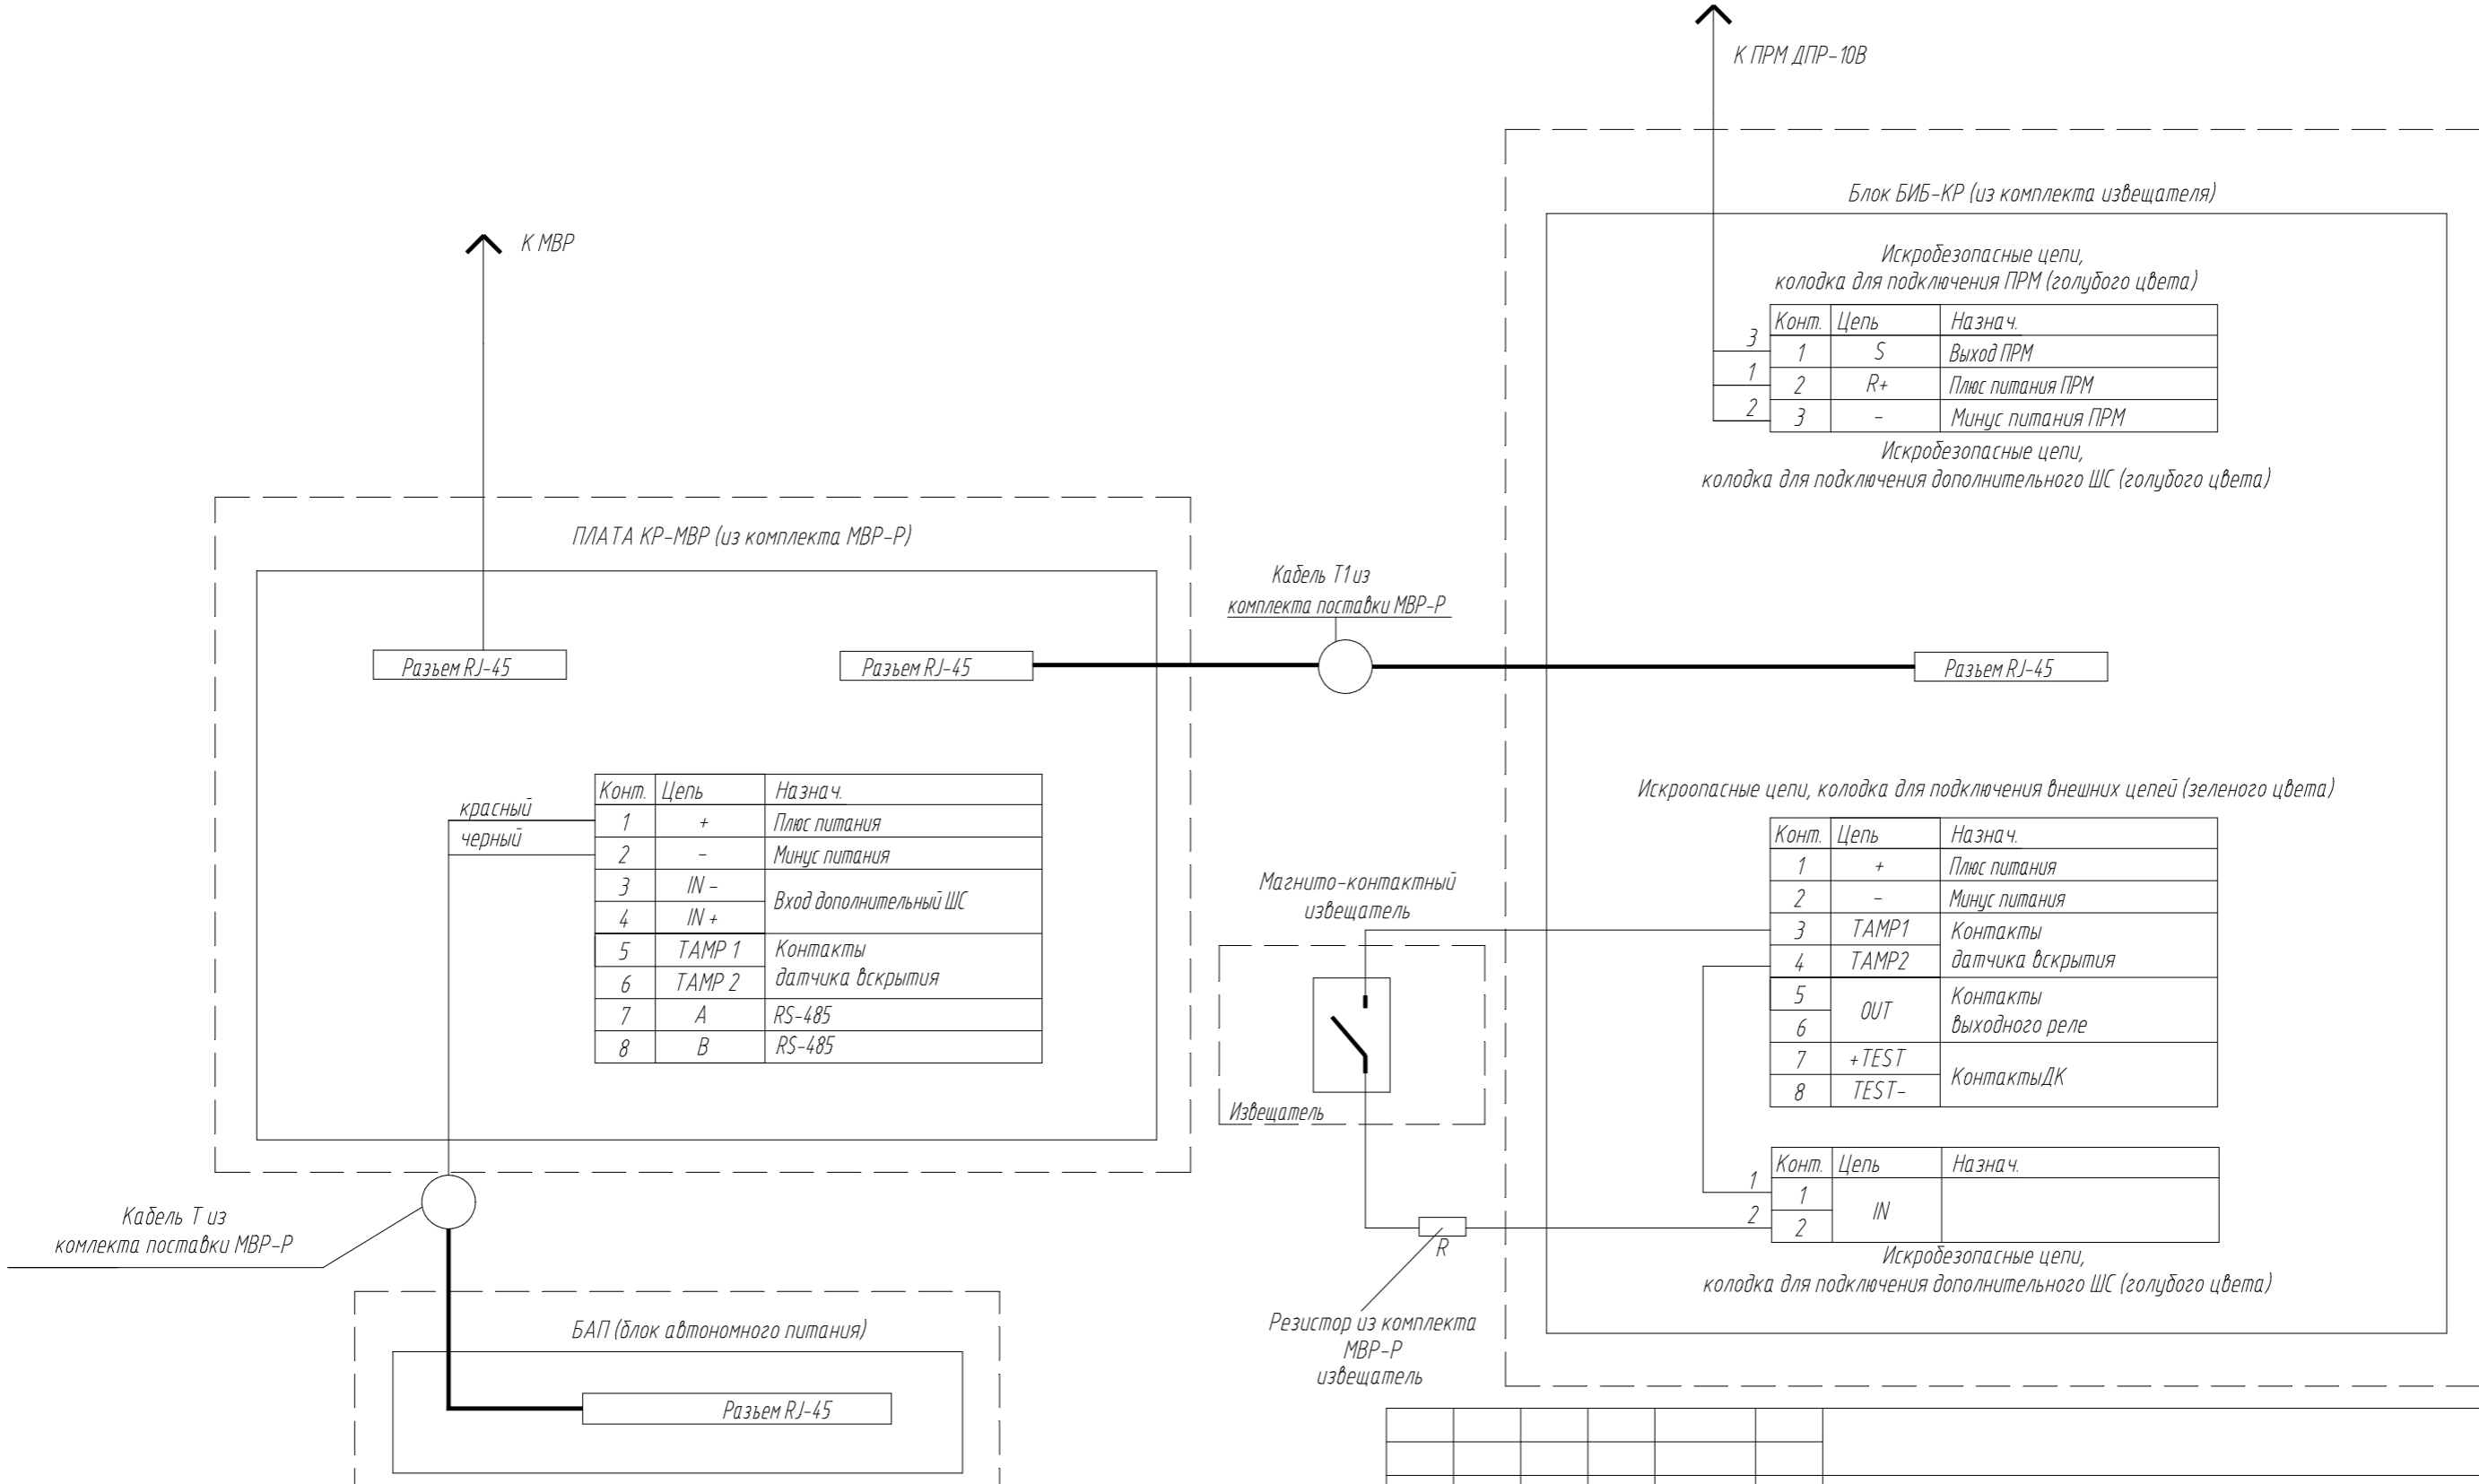 К ПРМ ДПР-10В
Блок БИБ-КР (из комплекта извещателя)
К МВР
Искробезопасные цепи,
колодка для подключения ПРМ (голубого цвета)
Конт. Цепь Назнач.
3
1 S Выход ПРМ
1
2 R+ Плюс питания ПРМ
2
3 - Минус питания ПРМ
Искробезопасные цепи,
колодка для подключения дополнительного ШС (голубого цвета)
ПЛАТА КР-МВР (из комплекта МВР-Р)
Кабель Т1 из
комплекта поставки МВР-Р
Разъем RJ-45
Разъем RJ-45
Разъем RJ-45
Конт. Цепь Назнач.
красный
1 + Плюс питания
черный
2 - Минус питания
3 IN -
Вход дополнительный ШС
4 IN +
5 TAMP 1 Контакты
6 TAMP 2 датчика вскрытия
7 A RS-485
8 B RS-485
Искроопасные цепи, колодка для подключения внешних цепей (зеленого цвета)
Конт. Цепь Назнач.
1 + Плюс питания
2 - Минус питания
3 TAMP1 Контакты
4 TAMP2 датчика вскрытия
5 Контакты
OUT
6 выходного реле
7 +TEST
КонтактыДК
8 TEST-
Магнито-контактный
извещатель
Извещатель
Конт. Цепь Назнач.
1
1
IN
2
2
Искробезопасные цепи,
колодка для подключения дополнительного ШС (голубого цвета)
R
Резистор из комплекта
МВР-Р
извещатель
Кабель Т из
комлекта поставки МВР-Р
БАП (блок автономного питания)
Разъем RJ-45